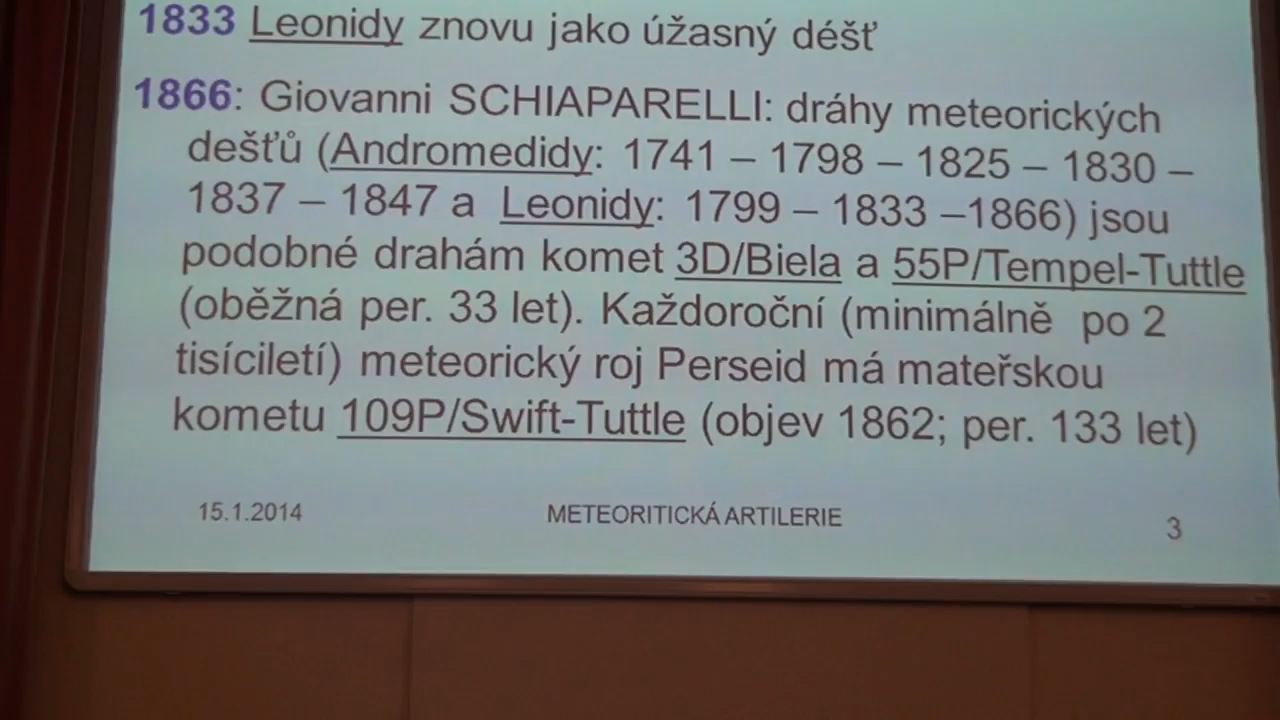 1833 Leonidy znovu jako úžasný déšť
1866: Giovanni SCHIAPARELLI: dráhy meteorických
dešťů (Andromedidy: 1741 – 1798 – 1825 – 1830 –
1837 – 1847 a Leonidy: 1799 – 1833 –1866) jsou
podobné drahám komet 3D/Biela a 55P/Tempel-Tuttle
(oběžná per. 33 let). Každoroční (minimálně po 2
tisíciletí) meteorický roj Perseid má mateřskou
kometu 109P/Swift-Tuttle (objev 1862; per. 133 let)
15.1.2014 METEORITICKÁ ARTILERIE 3